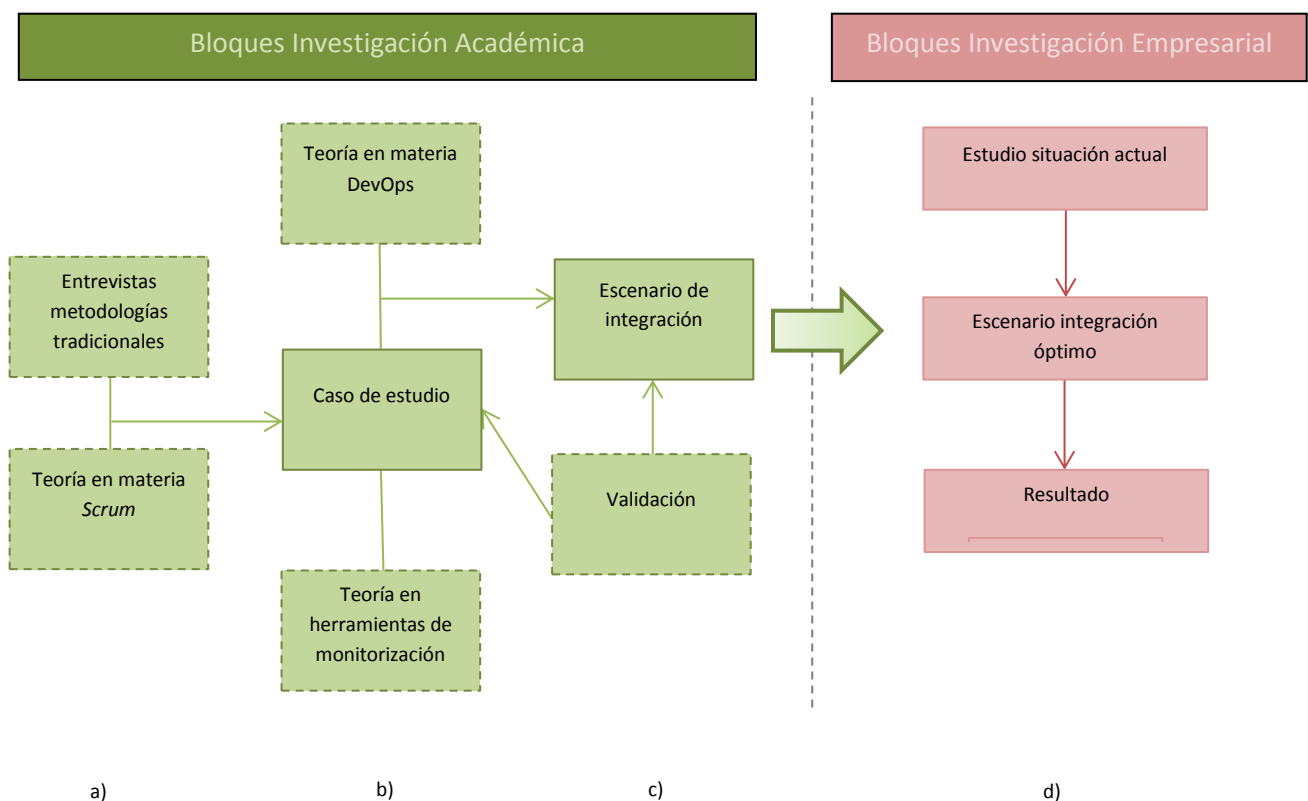 Bloques Investigación Académica
Bloques Investigación Empresarial
Teoría en materia
DevOps
Estudio situación actual
Entrevistas
metodologías
tradicionales
Escenario de
integración
Escenario integración
óptimo
Caso de estudio
Teoría en materia
Scrum
Validación
Resultado
Teoría en
herramientas de
monitorización
a)
b)
c)
d)